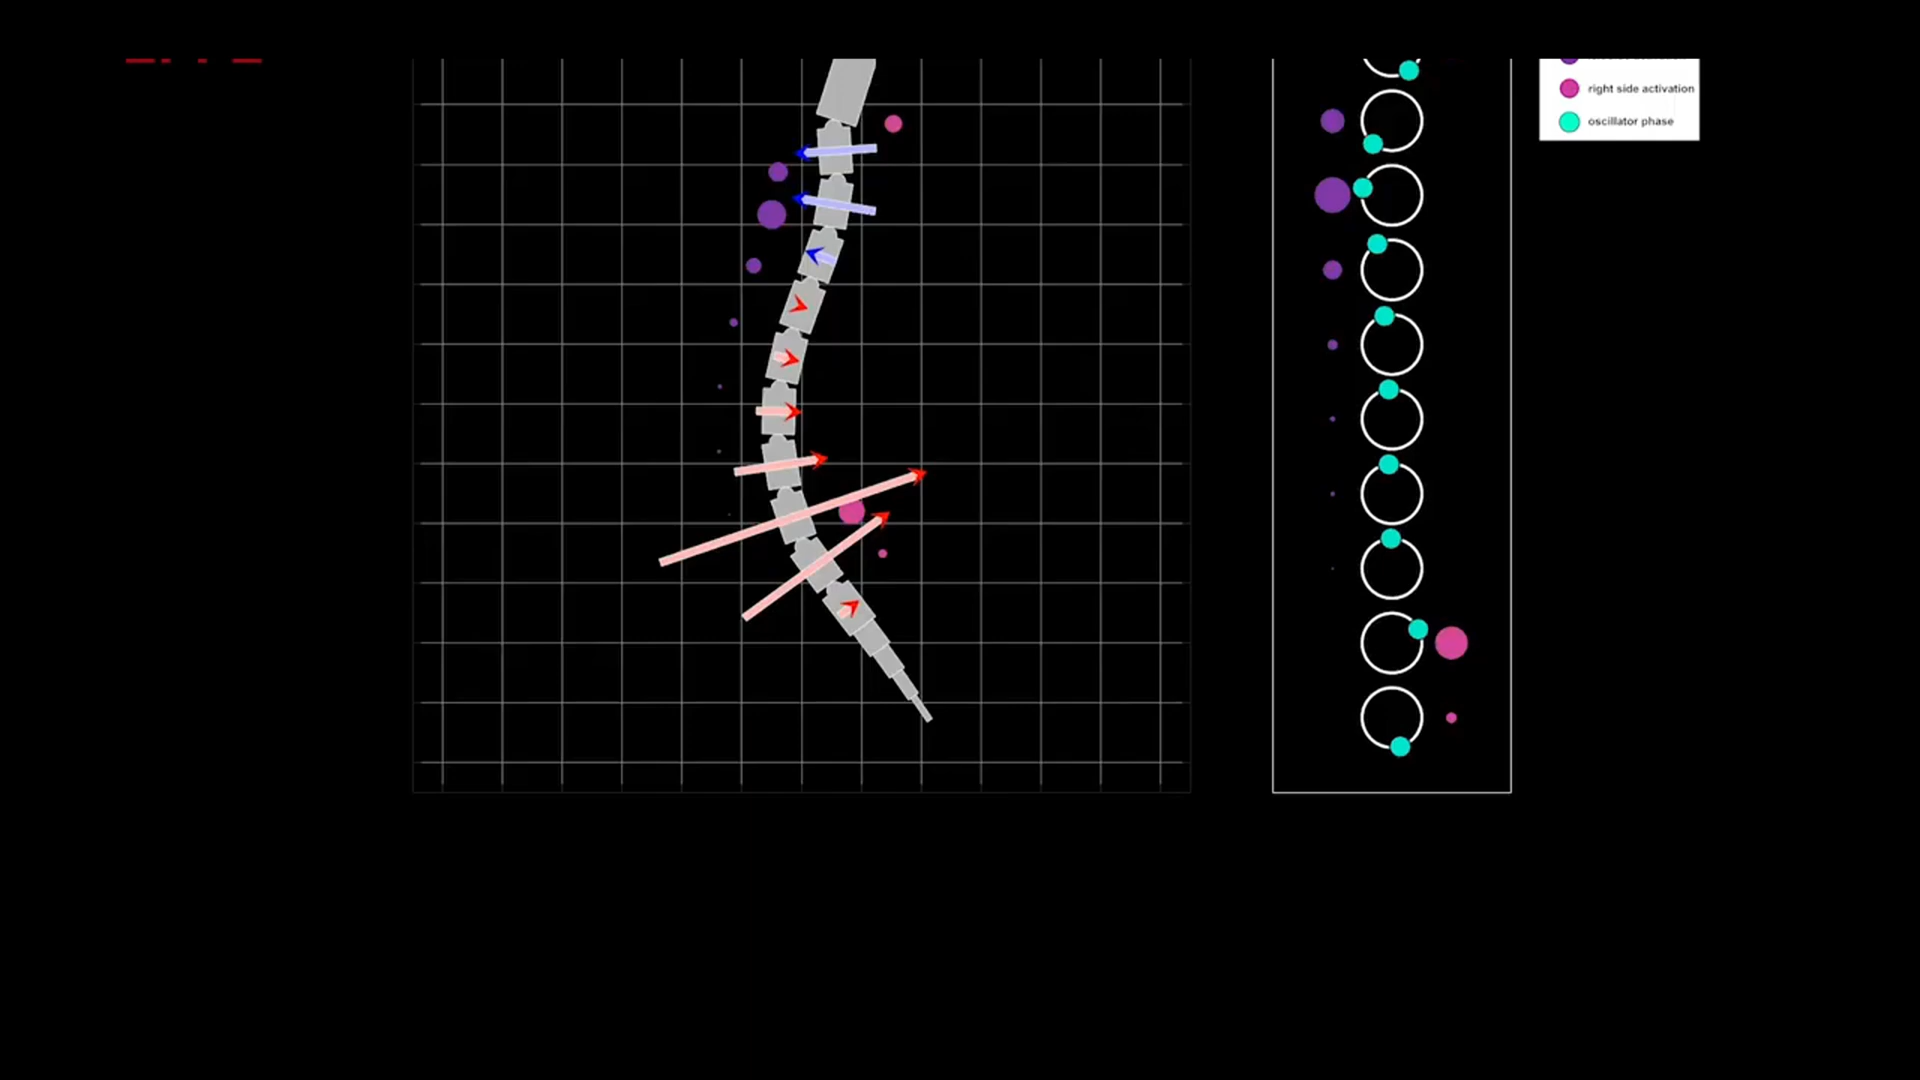 right side activation
oscillator phase